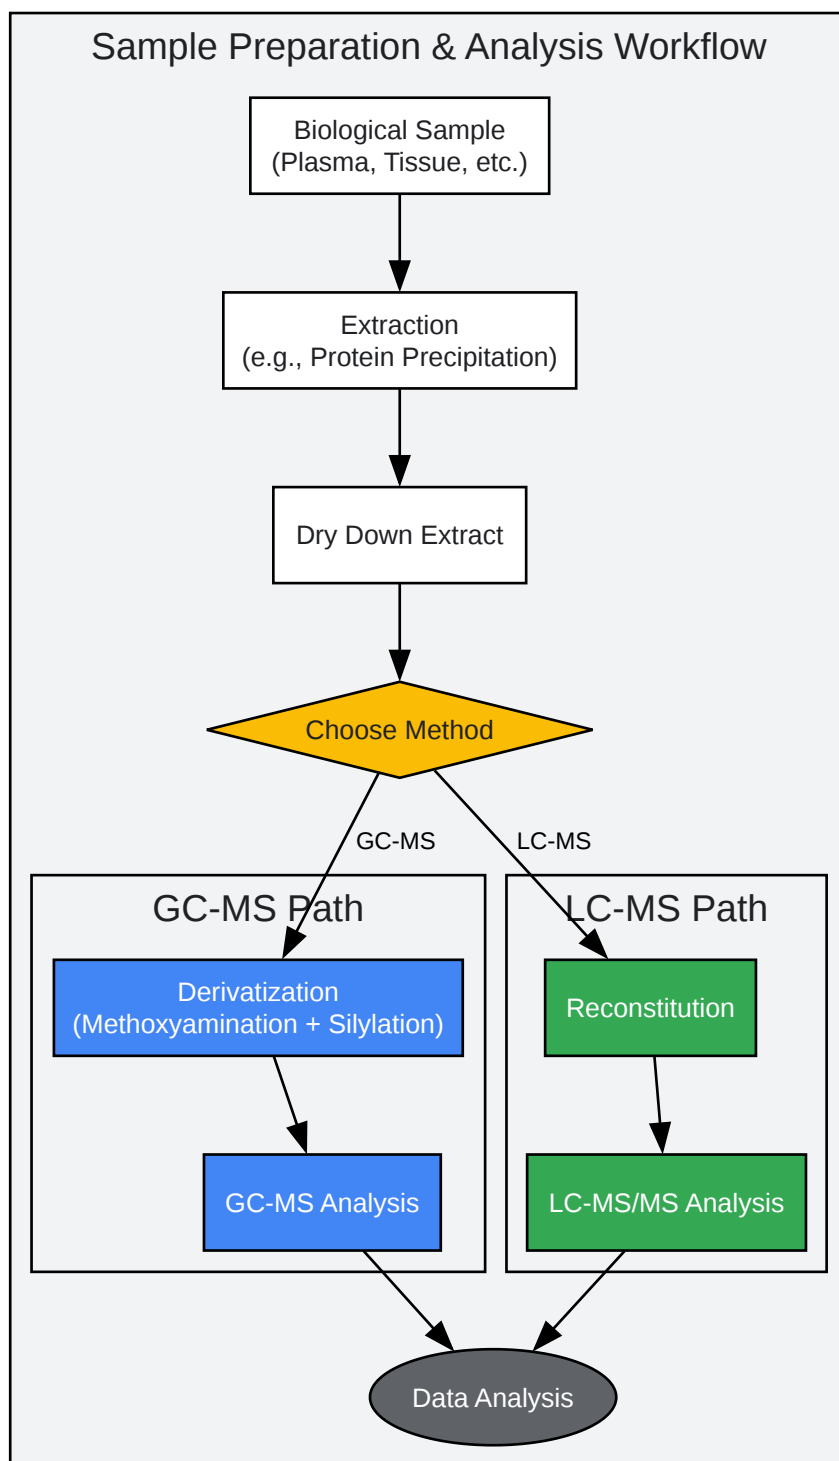 Sample Preparation & Analysis Workflow
Biological Sample
(Plasma, Tissue, etc.)
Extraction
(e.g., Protein Precipitation)
Dry Down Extract
Choose Method
GC-MS
LC-MS
GC-MS Path
LC-MS Path
Derivatization
(Methoxyamination + Silylation)
Reconstitution
GC-MS Analysis
LC-MS/MS Analysis
Data Analysis